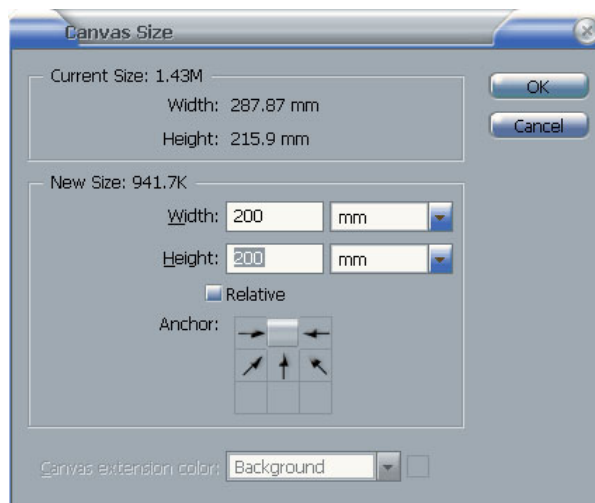 Canvas Size
Current Size: 1.43M
OK
Width: 287.87 mm
Cancel
Height: 215.9 mm
New Size: 941.7K
Width: 200 mm
Height: 200 mm
Relative
Anchor:
Canvas extension color: Background